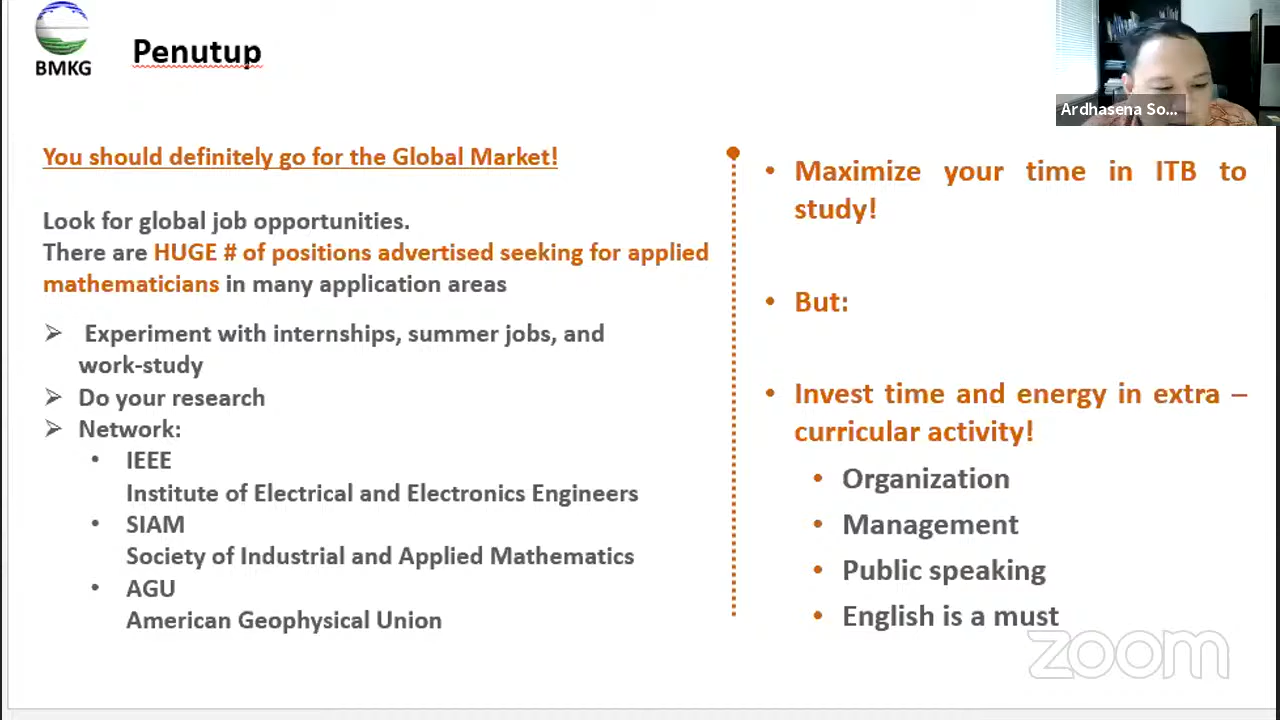 BMKG
Penutup
Ardhasena So...
You should definitely go for the Global Market!
Look for global job opportunities.
There are HUGE # of positions advertised seeking for applied
mathematicians in many application areas
Experiment with internships, summer jobs, and
work-study
Do your research
Network:
• IEEE
Institute of Electrical and Electronics Engineers
• SIAM
Society of Industrial and Applied Mathematics
• AGU
American Geophysical Union
• Maximize your time in ITB to
study!
• But:
• Invest time and energy in extra –
curricular activity!
• Organization
• Management
• Public speaking
• English is a must
zoom